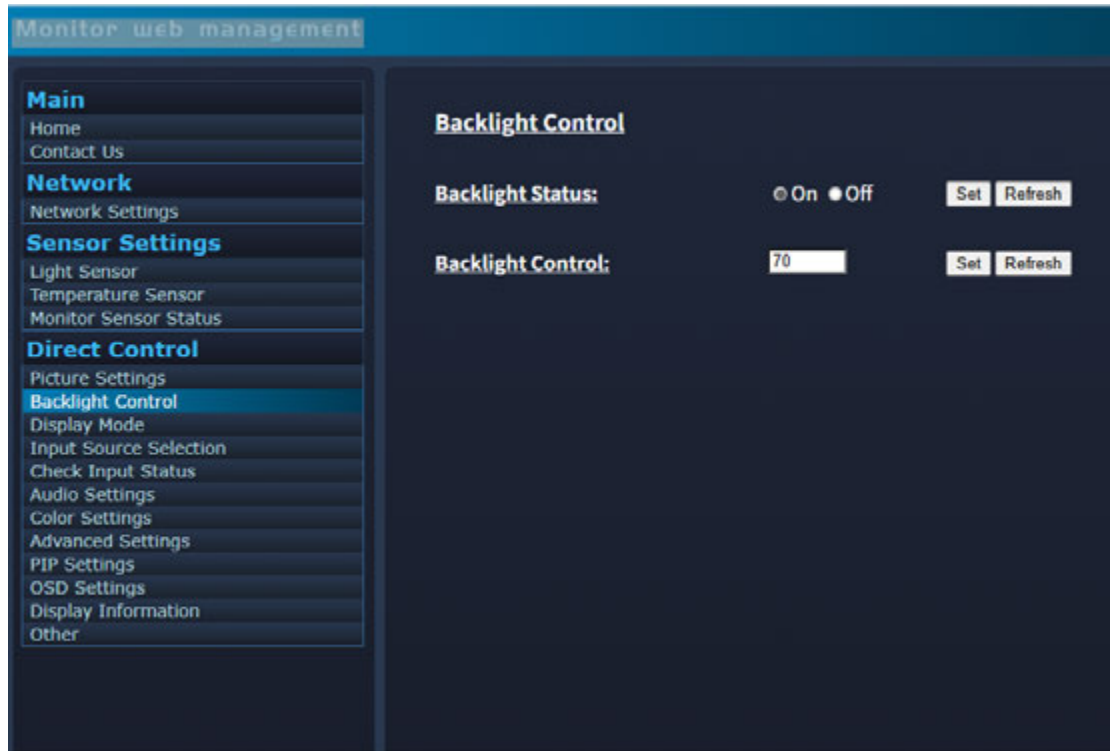 Monitor web management
Main
Home
Contact Us
Network
Network Settings
Sensor Settings
Light Sensor
Temperature Sensor
Monitor Sensor Status
Direct Control
Picture Settings
Backlight Control
Display Mode
Input Source Selection
Check Input Status
Audio Settings
Color Settings
Advanced Settings
PIP Settings
OSD Settings
Display Information
Other
Backlight Control
Backlight Status: On Off Set Refresh
Backlight Control: 70 Set Refresh